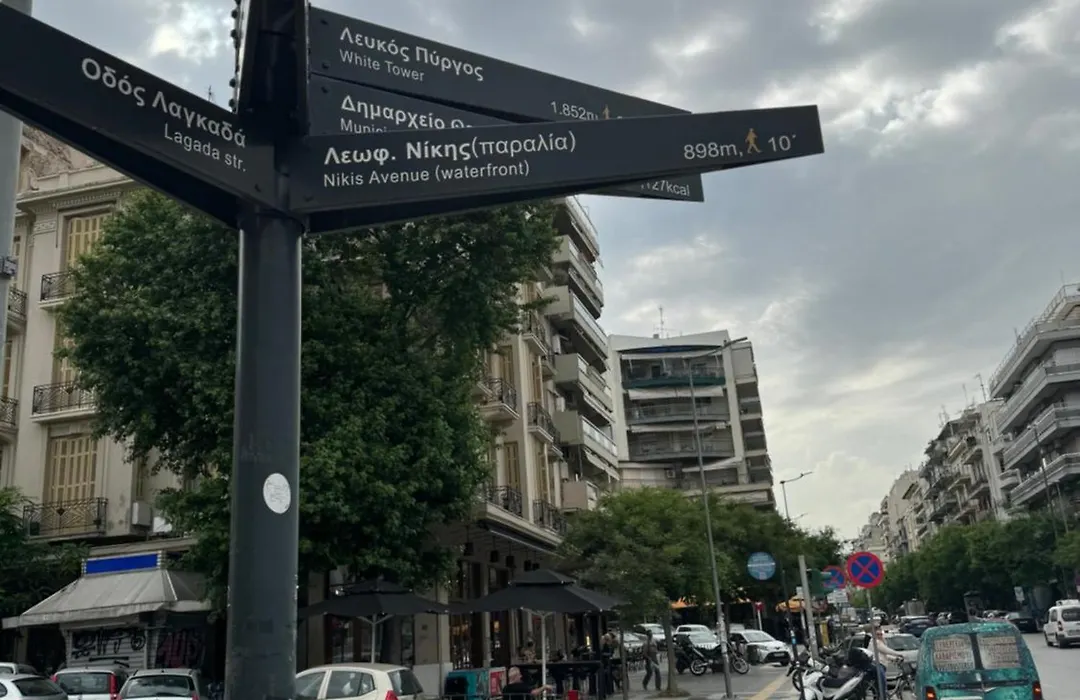 Λευκός Πύργος
White Tower
1.852m
Οδός Λαγκαδά
Lagada str.
Δημαρχείο
Λεωφ. Νίκης(παραλία)
Nikis Avenue (waterfront)
898m, 10΄
127kcal